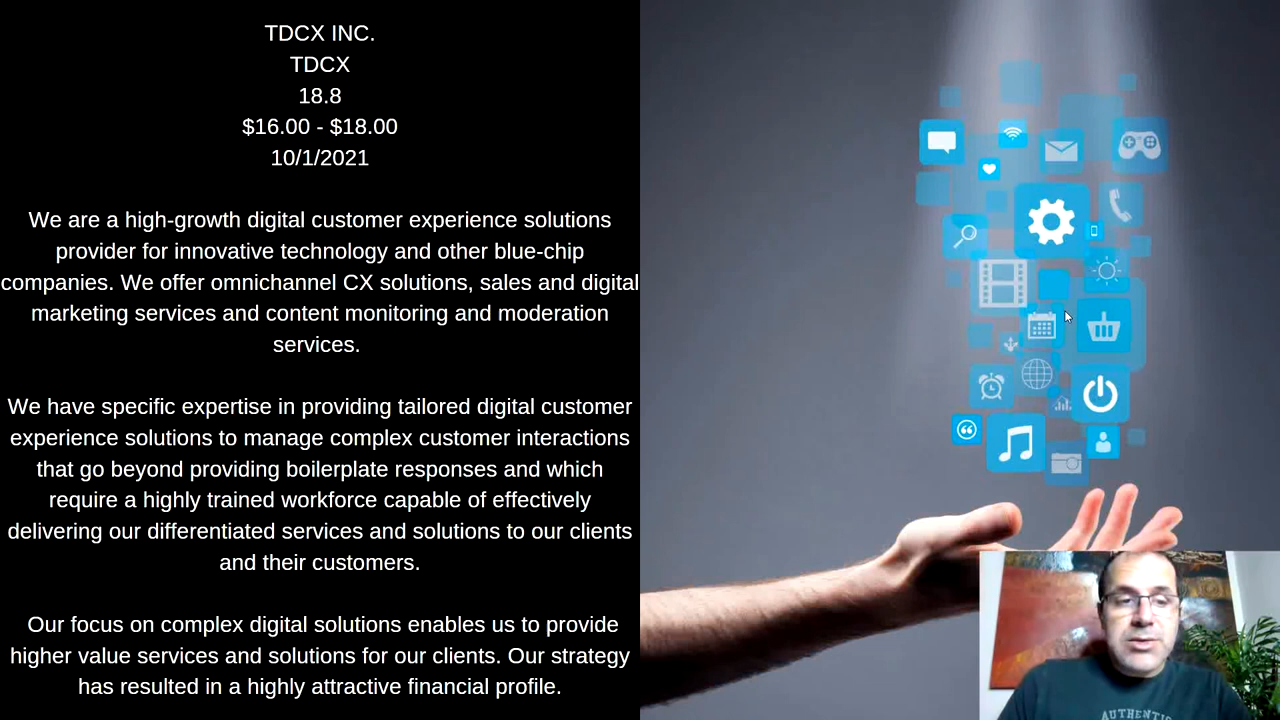 TDCX INC.
TDCX
18.8
$16.00 - $18.00
10/1/2021
We are a high-growth digital customer experience solutions
provider for innovative technology and other blue-chip
companies. We offer omnichannel CX solutions, sales and digital
marketing services and content monitoring and moderation
services.
We have specific expertise in providing tailored digital customer
experience solutions to manage complex customer interactions
that go beyond providing boilerplate responses and which
require a highly trained workforce capable of effectively
delivering our differentiated services and solutions to our clients
and their customers.
Our focus on complex digital solutions enables us to provide
higher value services and solutions for our clients. Our strategy
has resulted in a highly attractive financial profile.